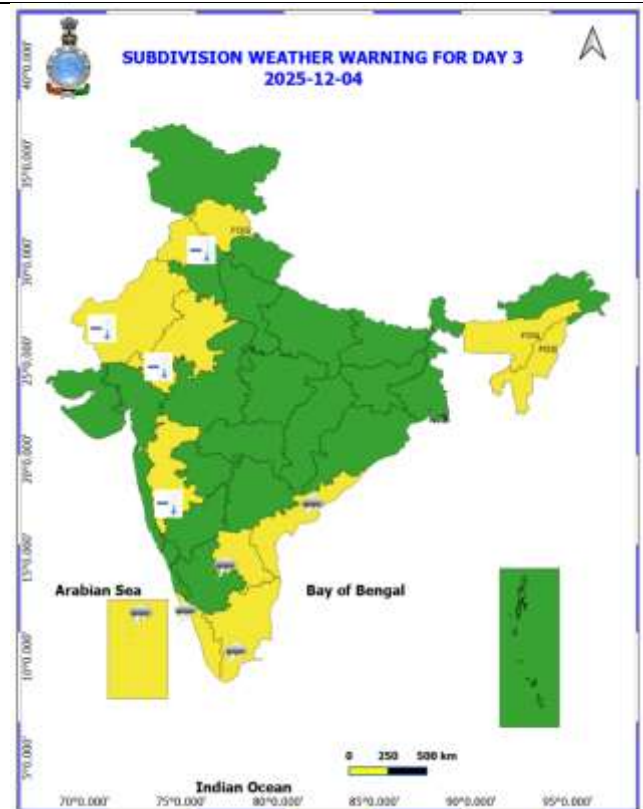 SUBDIVISION WEATHER WARNING FOR DAY 3
2025-12-04
40°0.000'
35°0.000'
30°0.000'
25°0.000'
20°0.000'
15°0.000'
10°0.000'
5°0.000'
FOG
FOG
FOG
Arabian Sea
Bay of Bengal
0 250 500 km
Indian Ocean
70°0.000' 75°0.000' 80°0.000' 85°0.000' 90°0.000' 95°0.000'